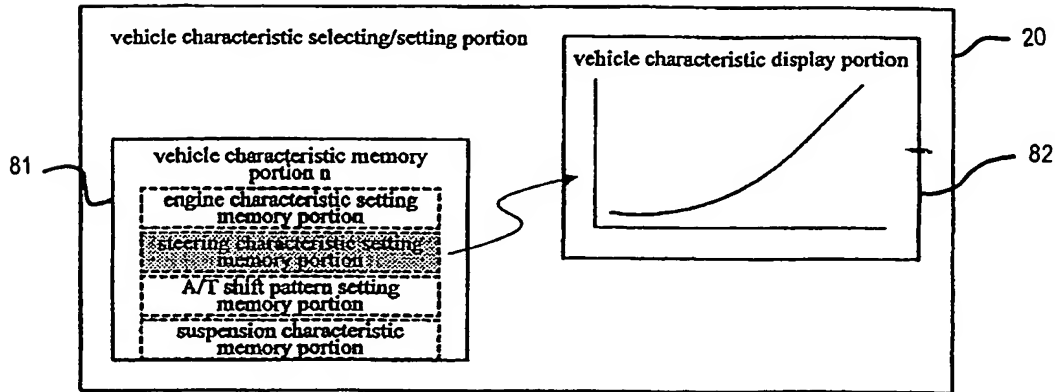 vehicle characteristic selecting/setting portion
20
vehicle characteristic display portion
81
vehicle characteristic memory
portion n
82
engine characteristic setting
memory portion
steering characteristic setting
memory portion
A/T shift pattern setting
memory portion
suspension characteristic
memory portion